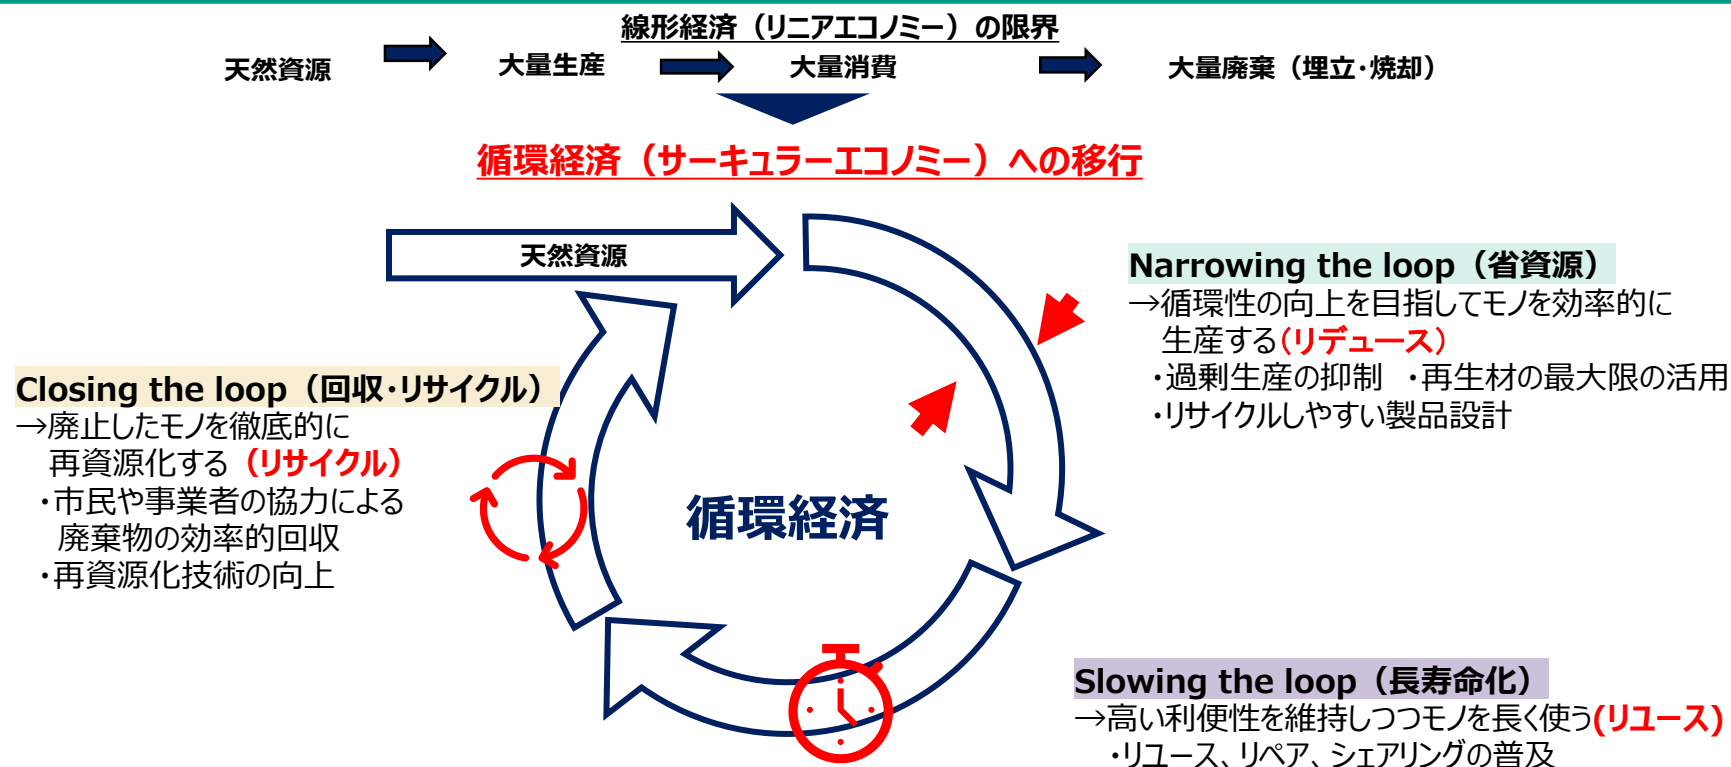 線形経済（リニアエコノミー）の限界
天然資源
大量生産
大量消費
大量廃棄（埋立・焼却）
循環経済（サーキュラーエコノミー）への移行
天然資源
Narrowing the loop（省資源）
→循環性の向上を目指してモノを効率的に
生産する（リデュース）
・過剰生産の抑制　・再生材の最大限の活用
・リサイクルしやすい製品設計
Closing the loop（回収・リサイクル）
→廃止したモノを徹底的に
再資源化する（リサイクル）
・市民や事業者の協力による
廃棄物の効率的回収
・再資源化技術の向上
循環経済
Slowing the loop（長寿命化）
→高い利便性を維持しつつモノを長く使う(リユース)
・リユース、リペア、シェアリングの普及